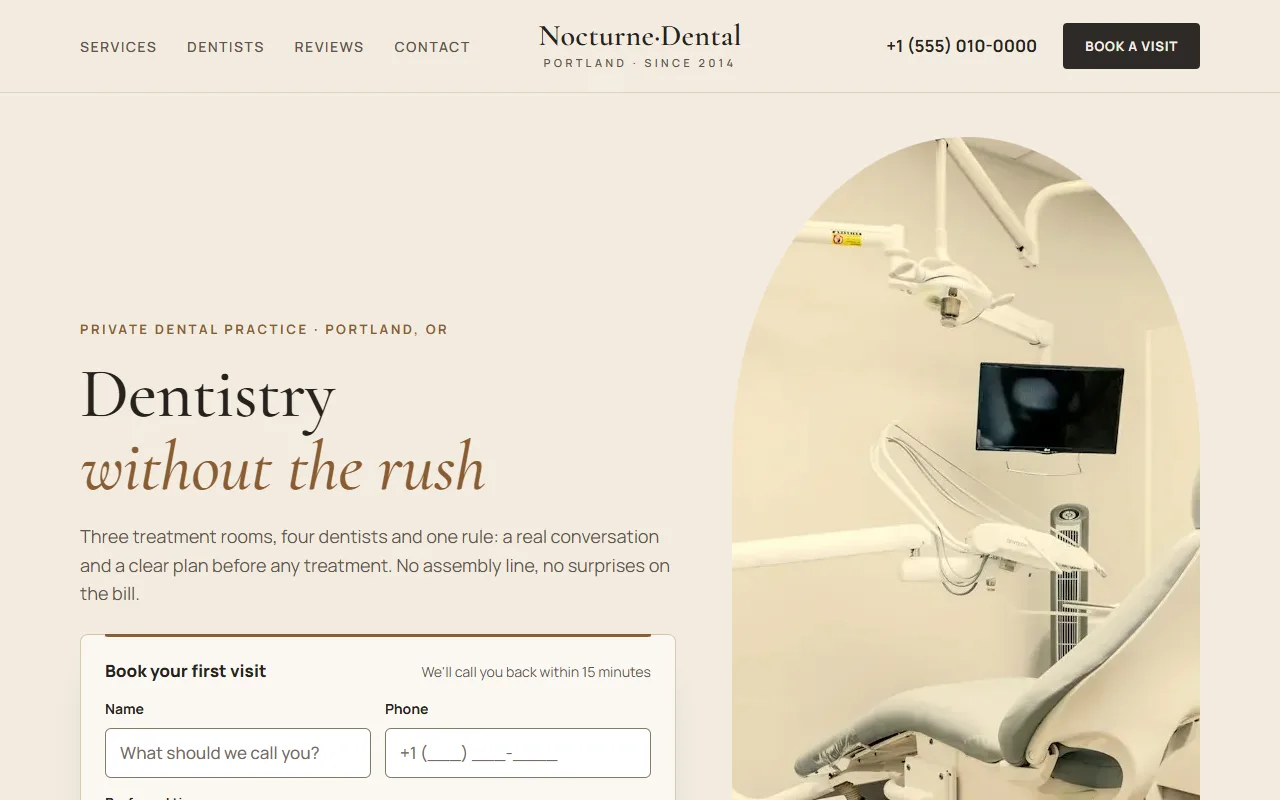 SERVICES DENTISTS REVIEWS CONTACT
Nocturne·Dental
PORTLAND · SINCE 2014
+1 (555) 010-0000
BOOK A VISIT
PRIVATE DENTAL PRACTICE · PORTLAND, OR
Dentistry
without the rush
Three treatment rooms, four dentists and one rule: a real conversation
and a clear plan before any treatment. No assembly line, no surprises on
the bill.
Book your first visit
We'll call you back within 15 minutes
Name
Phone
What should we call you?
+1 (___) ___-____